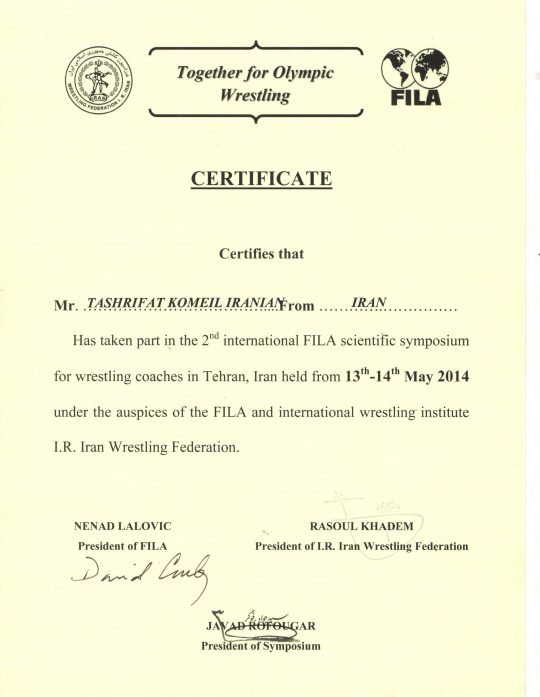 Together for Olympic
Wrestling
WRESTLING FEDERATION I. R. IRAN
FILA
CERTIFICATE
Certifies that
Mr. TASHRIFAT KOMEIL IRANIAN From IRAN
Has taken part in the 2nd international FILA scientific symposium
for wrestling coaches in Tehran, Iran held from 13th-14th May 2014
under the auspices of the FILA and international wrestling institute
I.R. Iran Wrestling Federation.
NENAD LALOVIC
President of FILA
RASOUL KHADEM
President of I.R. Iran Wrestling Federation
JAVAD ROFOUGAR
President of Symposium